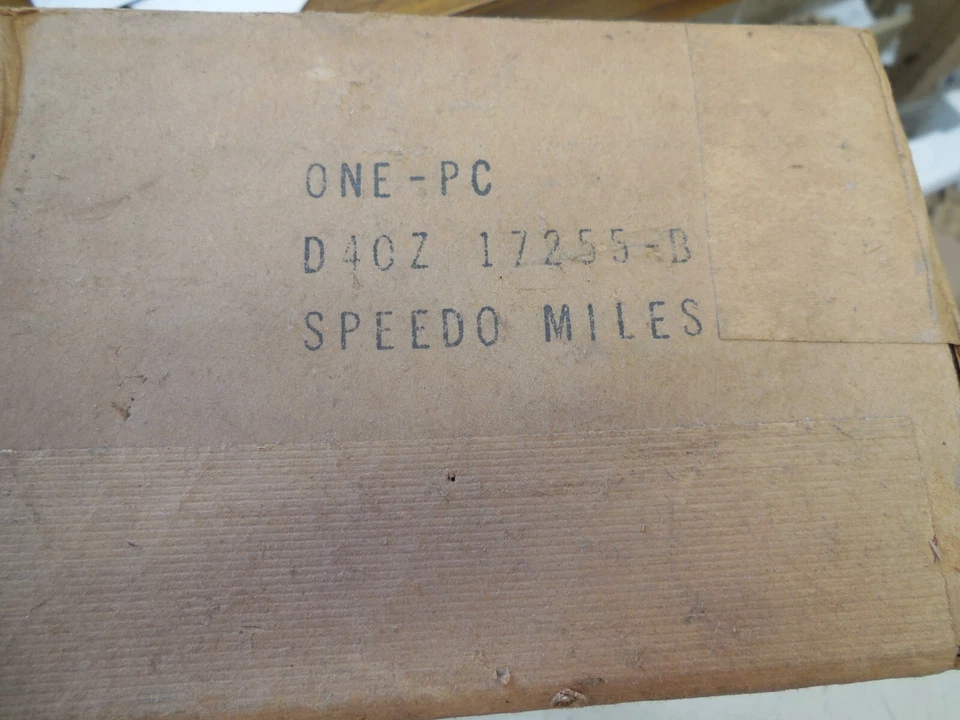 ONE-PC
D4OZ 17255-B
SPEEDO MILES